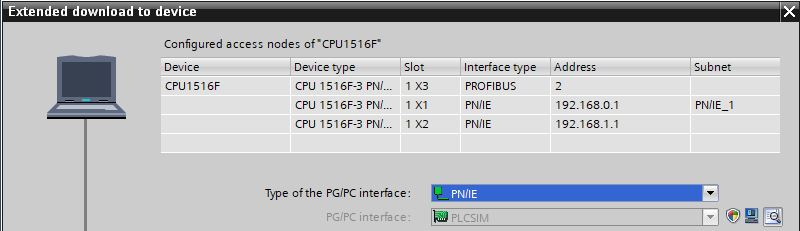 Extended download to device
Configured access nodes of "CPU1516F"
Device Device type Slot Interface type Address Subnet
CPU1516F CPU 1516F-3 PN/... 1 X3 PROFIBUS 2
CPU 1516F-3 PN/... 1 X1 PN/IE 192.168.0.1 PN/IE_1
CPU 1516F-3 PN/... 1 X2 PN/IE 192.168.1.1
Type of the PG/PC interface: PN/IE
PG/PC interface: PLCSIM